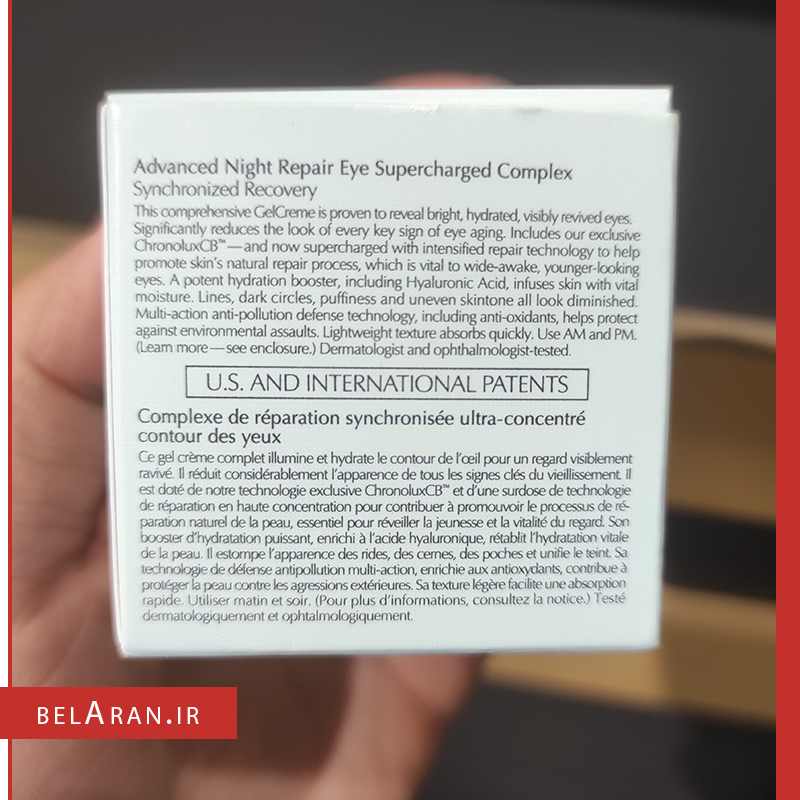 Advanced Night Repair Eye Supercharged Complex
Synchronized Recovery
This comprehensive GelCreme is proven to reveal bright, hydrated, visibly revived eyes.
Significantly reduces the look of every key sign of eye aging. Includes our exclusive
ChronoluxCB™—and now supercharged with intensified repair technology to help
promote skin's natural repair process, which is vital to wide-awake, younger-looking
eyes. A potent hydration booster, including Hyaluronic Acid, infuses skin with vital
moisture. Lines, dark circles, puffiness and uneven skintone all look diminished.
Multi-action anti-pollution defense technology, including anti-oxidants, helps protect
against environmental assaults. Lightweight texture absorbs quickly. Use AM and PM.
(Learn more—see enclosure.) Dermatologist and ophthalmologist-tested.
U.S. AND INTERNATIONAL PATENTS
Complexe de réparation synchronisée ultra-concentré
contour des yeux
Ce gel crème complet illumine et hydrate le contour de l'œil pour un regard visiblement
ravivé. Il réduit considérablement l'apparence de tous les signes clés du vieillissement. Il
est doté de notre technologie exclusive ChronoluxCB™ et d'une surdose de technologie
de réparation en haute concentration pour contribuer à promouvoir le processus de ré-
paration naturel de la peau, essentiel pour réveiller la jeunesse et la vitalité du regard. Son
booster d'hydratation puissant, enrichi à l'acide hyaluronique, rétablit l'hydratation vitale
de la peau. Il estompe l'apparence des rides, des cernes, des poches et unifie le teint. Sa
technologie de défense antipollution multi-action, enrichie aux antioxydants, contribue à
protéger la peau contre les agressions extérieures. Sa texture légère facilite une absorption
rapide. Utiliser matin et soir. (Pour plus d'informations, consultez la notice.) Testé
dermatologiquement et ophtalmologiquement.
BELARAN.IR